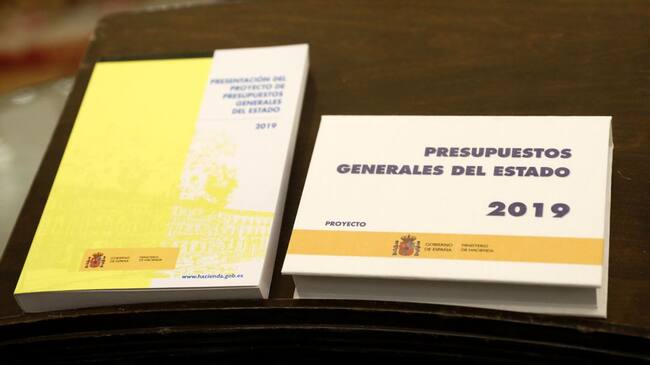 PRESENTACIÓN DEL
PROYECTO DE
PRESUPUESTOS
GENERALES
DEL ESTADO
2019
GOBIERNO
DE ESPAÑA
MINISTERIO
DE HACIENDA
www.hacienda.gob.es
PRESUPUESTOS
GENERALES DEL ESTADO
2019
PROYECTO
GOBIERNO
DE ESPAÑA
MINISTERIO
DE HACIENDA